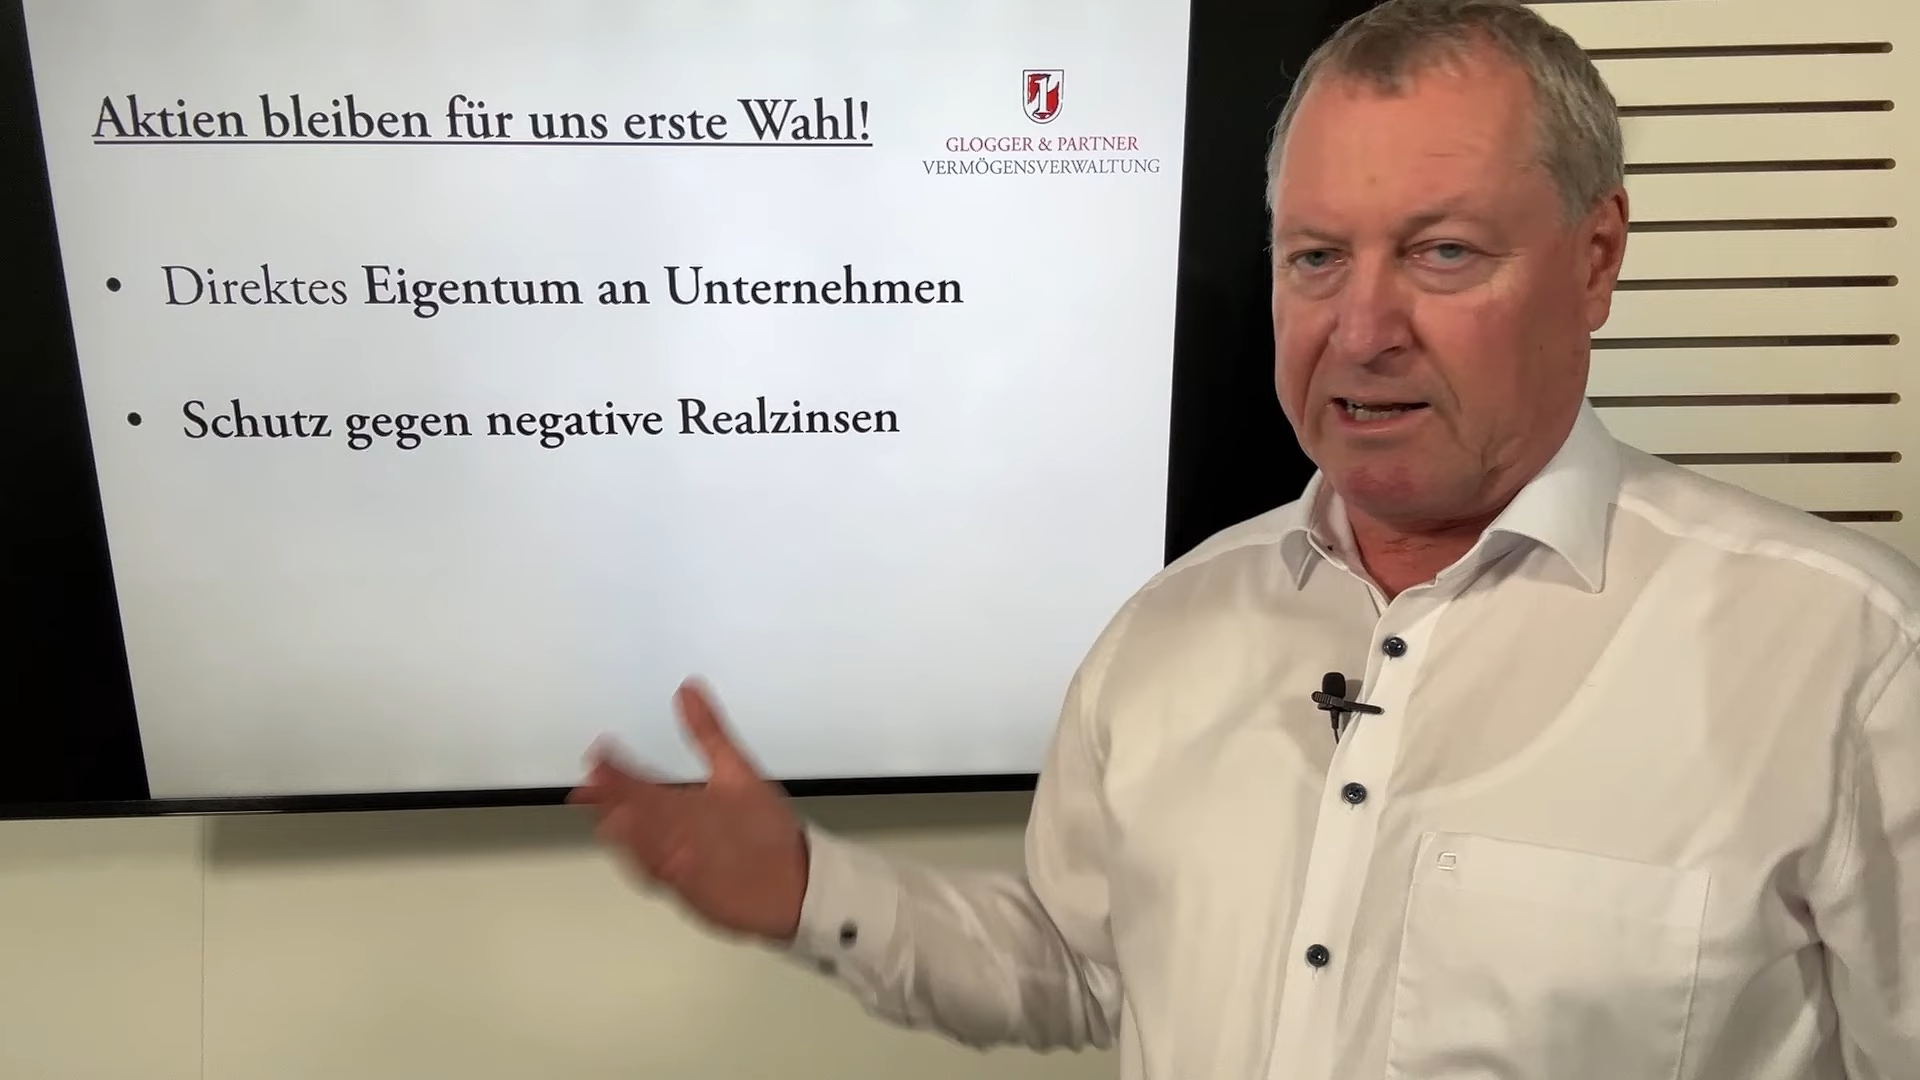 Aktien bleiben für uns erste Wahl!
GLOGGER & PARTNER
VERMÖGENSVERWALTUNG
• Direktes Eigentum an Unternehmen
• Schutz gegen negative Realzinsen